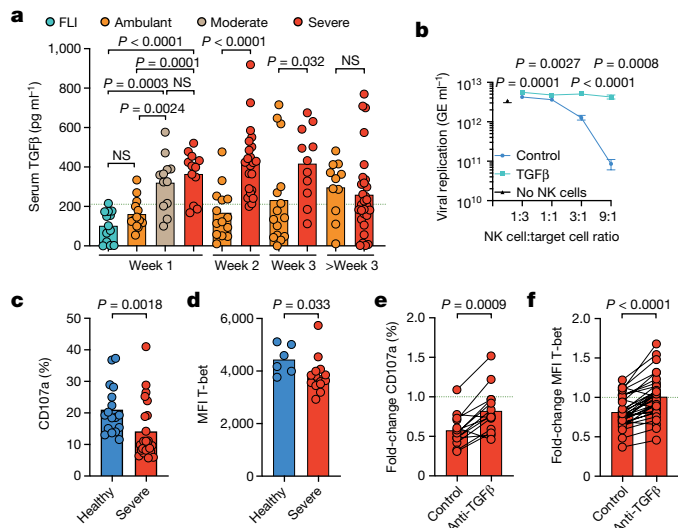 a
FLI
Ambulant
Moderate
Severe
P < 0.0001
P < 0.0001
P = 0.0001
P = 0.032
NS
P = 0.0003
NS
P = 0.0024
NS
Serum TGFβ (pg ml⁻¹)
1,000
800
600
400
200
0
Week 1
Week 2
Week 3
>Week 3
b
P = 0.0027
P = 0.0008
P = 0.0001
P < 0.0001
Viral replication (GE ml⁻¹)
10¹³
10¹²
10¹¹
10¹⁰
Control
TGFβ
No NK cells
1:3
1:1
3:1
9:1
NK cell:target cell ratio
c
P = 0.0018
CD107a (%)
50
40
30
20
10
0
Healthy
Severe
d
P = 0.033
MFI T-bet
6,000
4,000
2,000
0
Healthy
Severe
e
P = 0.0009
Fold-change CD107a (%)
2.0
1.5
1.0
0.5
0
Control
Anti-TGFβ
f
P < 0.0001
Fold-change MFI T-bet
2.0
1.5
1.0
0.5
0
Control
Anti-TGFβ